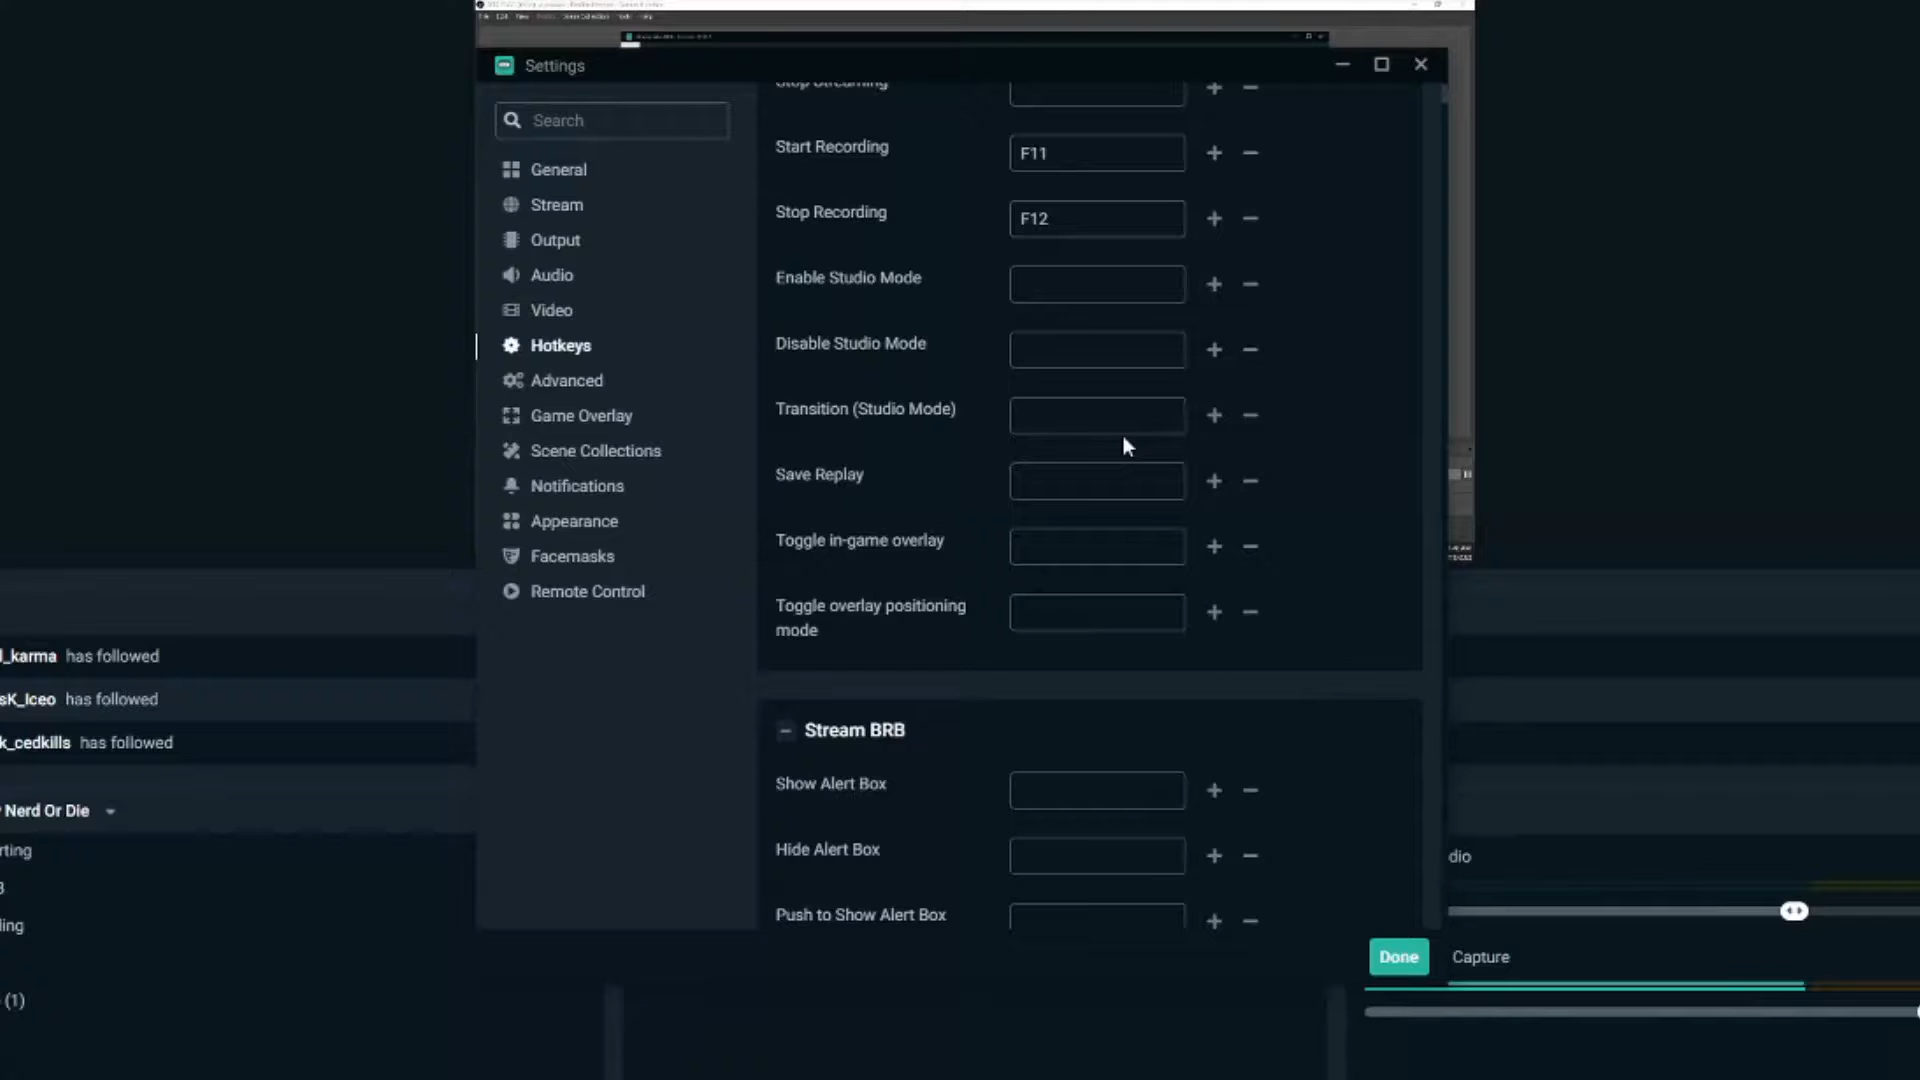 Settings
Search
General
Stream
Output
Audio
Video
Hotkeys
Advanced
Game Overlay
Scene Collections
Notifications
Appearance
Facemasks
Remote Control
Stop Streaming
Start Recording
F11
Stop Recording
F12
Enable Studio Mode
Disable Studio Mode
Transition (Studio Mode)
Save Replay
Toggle in-game overlay
Toggle overlay positioning
mode
Stream BRB
Show Alert Box
Hide Alert Box
Push to Show Alert Box
_karma has followed
sK_Iceo has followed
k_cedkills has followed
Nerd Or Die
rting
ling
(1)
dio
Done
Capture